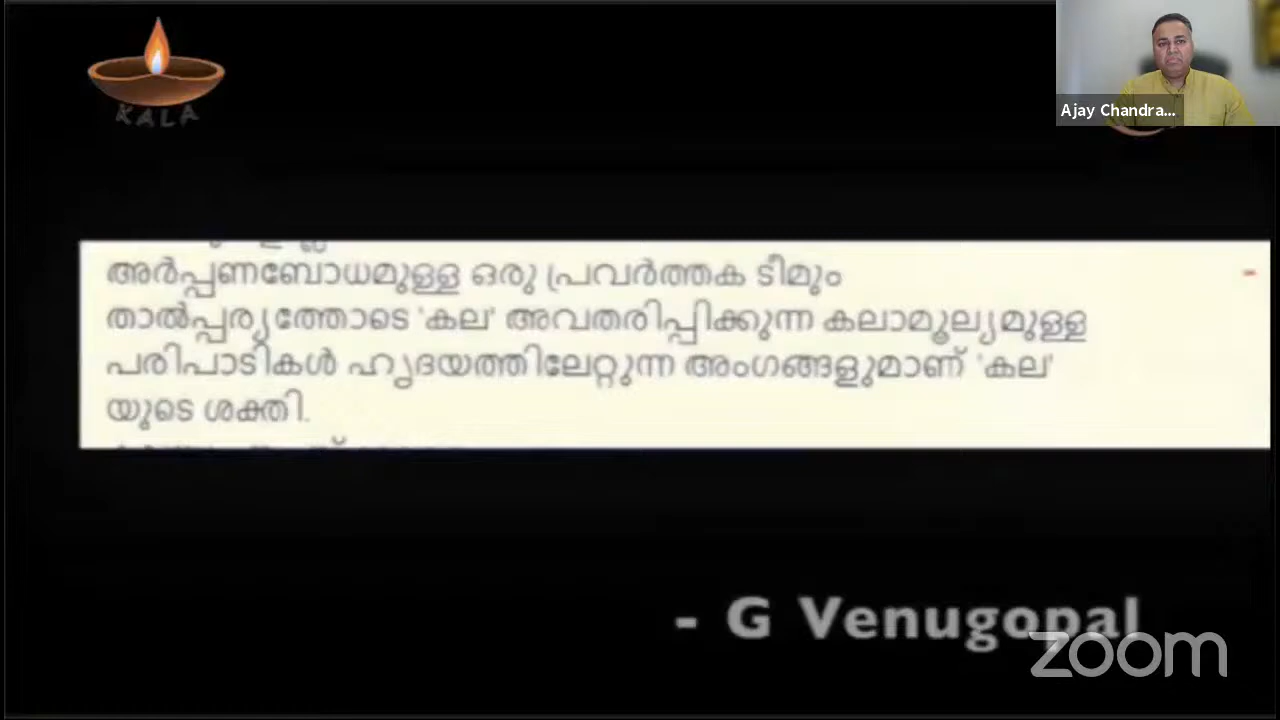 KALA
Ajay Chandra...
അർപ്പണബോധമുള്ള ഒരു പ്രവർത്തക ടീമും
താൽപ്പര്യത്തോടെ 'കല' അവതരിപ്പിക്കുന്ന കലാമൂല്യമുള്ള
പരിപാടികൾ ഹൃദയത്തിലേറ്റുന്ന അംഗങ്ങളുമാണ് 'കല'
യുടെ ശക്തി.
- G Venugopal
zoom